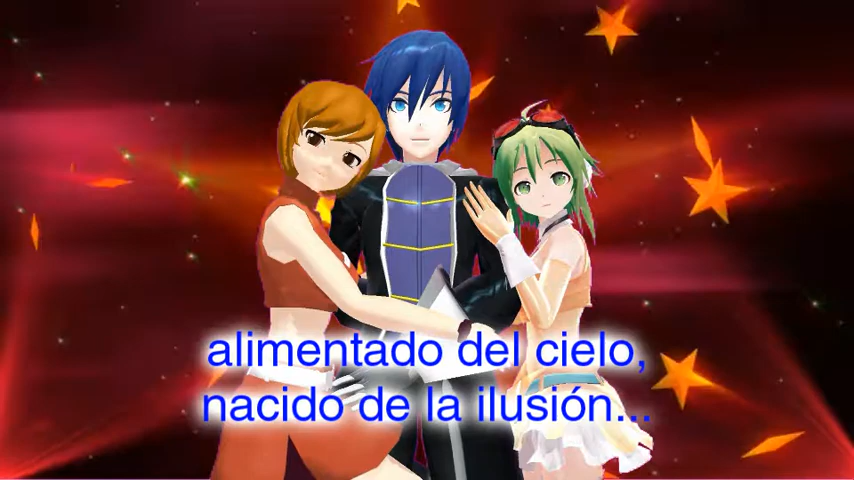 alimentado del cielo,
nacido de la ilusión...